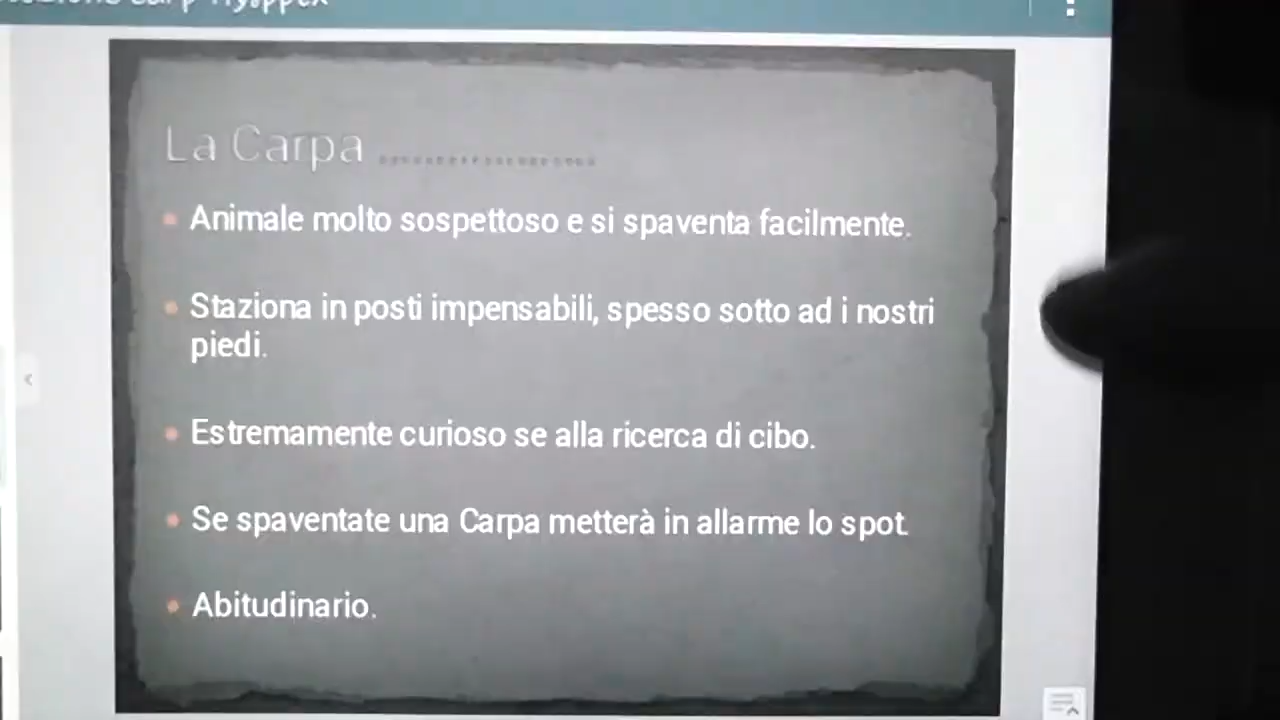 La Carpa ....................
Animale molto sospettoso e si spaventa facilmente.
Staziona in posti impensabili, spesso sotto ad i nostri
piedi.
Estremamente curioso se alla ricerca di cibo.
Se spaventate una Carpa metterà in allarme lo spot.
Abitudinario.